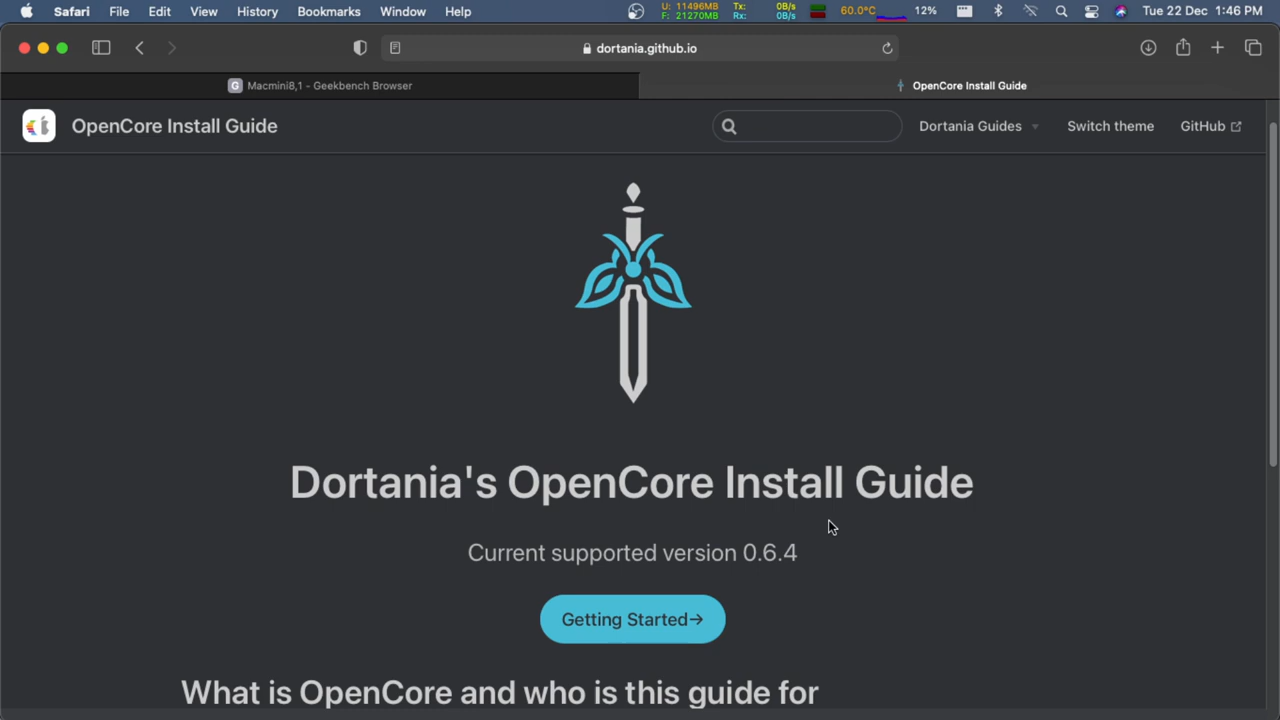 Safari File Edit View History Bookmarks Window Help U: 11496MB F: 21270MB Tx: 0B/s Rx: 0B/s 60.0°C 12% Tue 22 Dec 1:46 PM
dortania.github.io
G Macmini8,1 - Geekbench Browser OpenCore Install Guide
OpenCore Install Guide Dortania Guides Switch theme GitHub
Dortania's OpenCore Install Guide
Current supported version 0.6.4
Getting Started→
What is OpenCore and who is this guide for